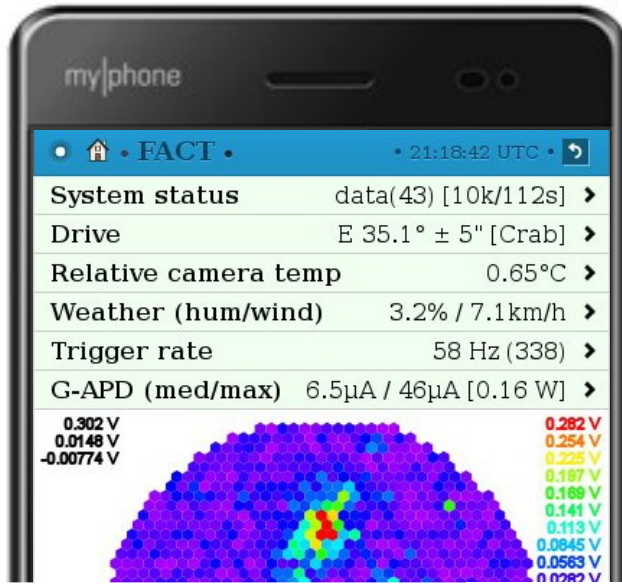 my|phone
• FACT • • 21:18:42 UTC •
System status data(43) [10k/112s]
Drive E 35.1° ± 5" [Crab]
Relative camera temp 0.65°C
Weather (hum/wind) 3.2% / 7.1km/h
Trigger rate 58 Hz (338)
G-APD (med/max) 6.5µA / 46µA [0.16 W]
0.302 V
0.0148 V
-0.00774 V
0.282 V
0.254 V
0.225 V
0.197 V
0.169 V
0.141 V
0.113 V
0.0845 V
0.0563 V
0.0282 V